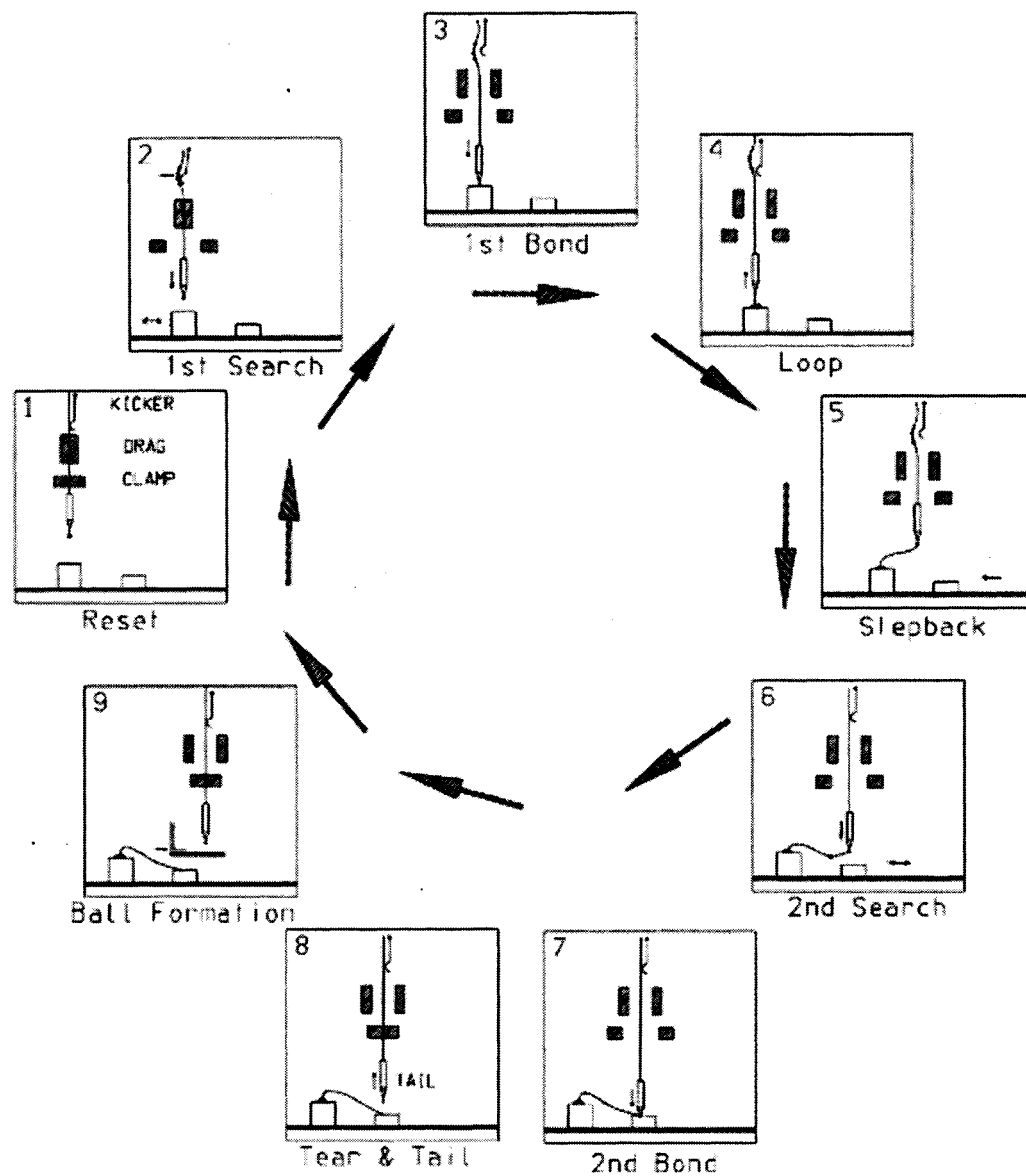 1
KICKER
DRAG
CLAMP
Reset
2
1st Search
3
1st Bond
4
Loop
5
Stepback
6
2nd Search
7
2nd Bond
8
TAIL
Tear & Tail
9
Ball Formation